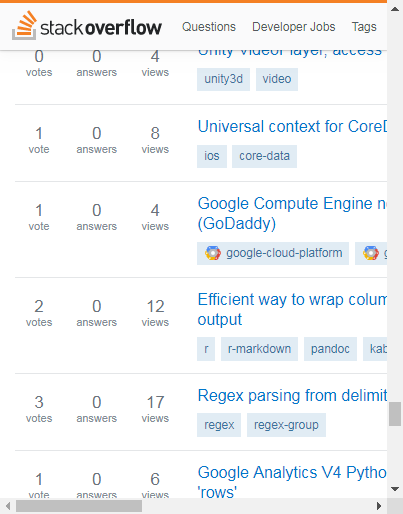 stackoverflow Questions Developer Jobs Tags
0 0 4 Unity VideoPlayer, access
votes answers views
unity3d video
1 0 8 Universal context for CoreD
vote answers views
ios core-data
1 0 4 Google Compute Engine n
vote answers views (GoDaddy)
google-cloud-platform g
2 0 12 Efficient way to wrap colum
votes answers views output
r r-markdown pandoc kab
3 0 17 Regex parsing from delimit
votes answers views
regex regex-group
1 0 6 Google Analytics V4 Pytho
vote answers views 'rows'